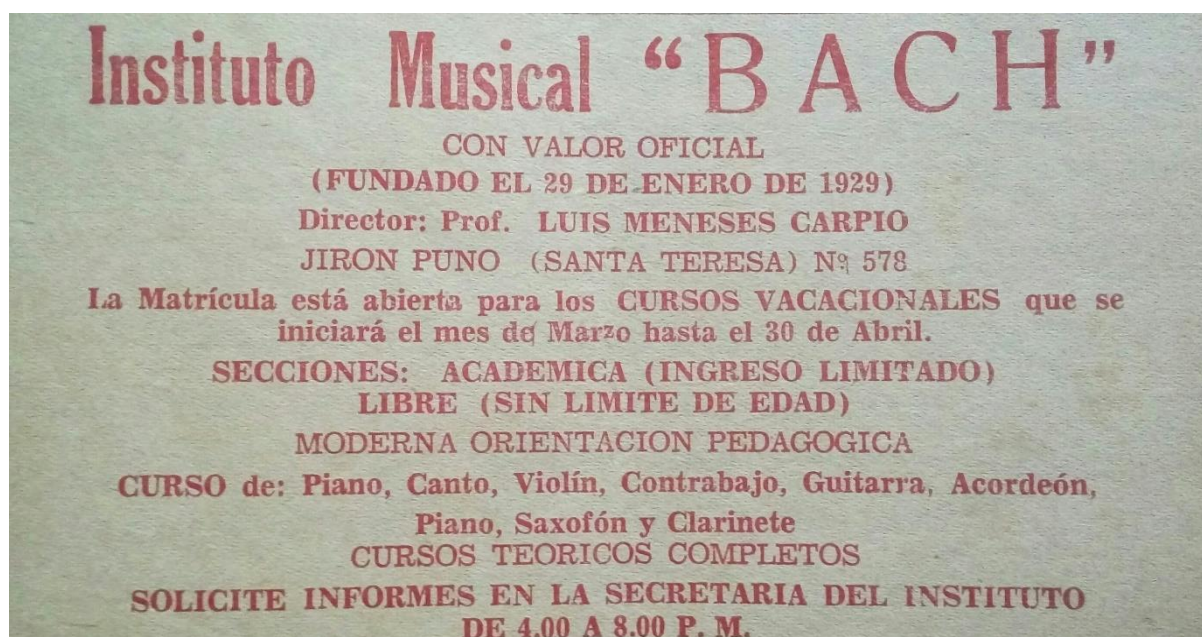 Instituto Musical “BACH”
CON VALOR OFICIAL
(FUNDADO EL 29 DE ENERO DE 1929)
Director: Prof. LUIS MENESES CARPIO
JIRON PUNO (SANTA TERESA) Nº 578
La Matrícula está abierta para los CURSOS VACACIONALES que se
iniciará el mes de Marzo hasta el 30 de Abril.
SECCIONES: ACADEMICA (INGRESO LIMITADO)
LIBRE (SIN LIMITE DE EDAD)
MODERNA ORIENTACION PEDAGOGICA
CURSO de: Piano, Canto, Violín, Contrabajo, Guitarra, Acordeón,
Piano, Saxofón y Clarinete
CURSOS TEORICOS COMPLETOS
SOLICITE INFORMES EN LA SECRETARIA DEL INSTITUTO
DE 4.00 A 8.00 P. M.